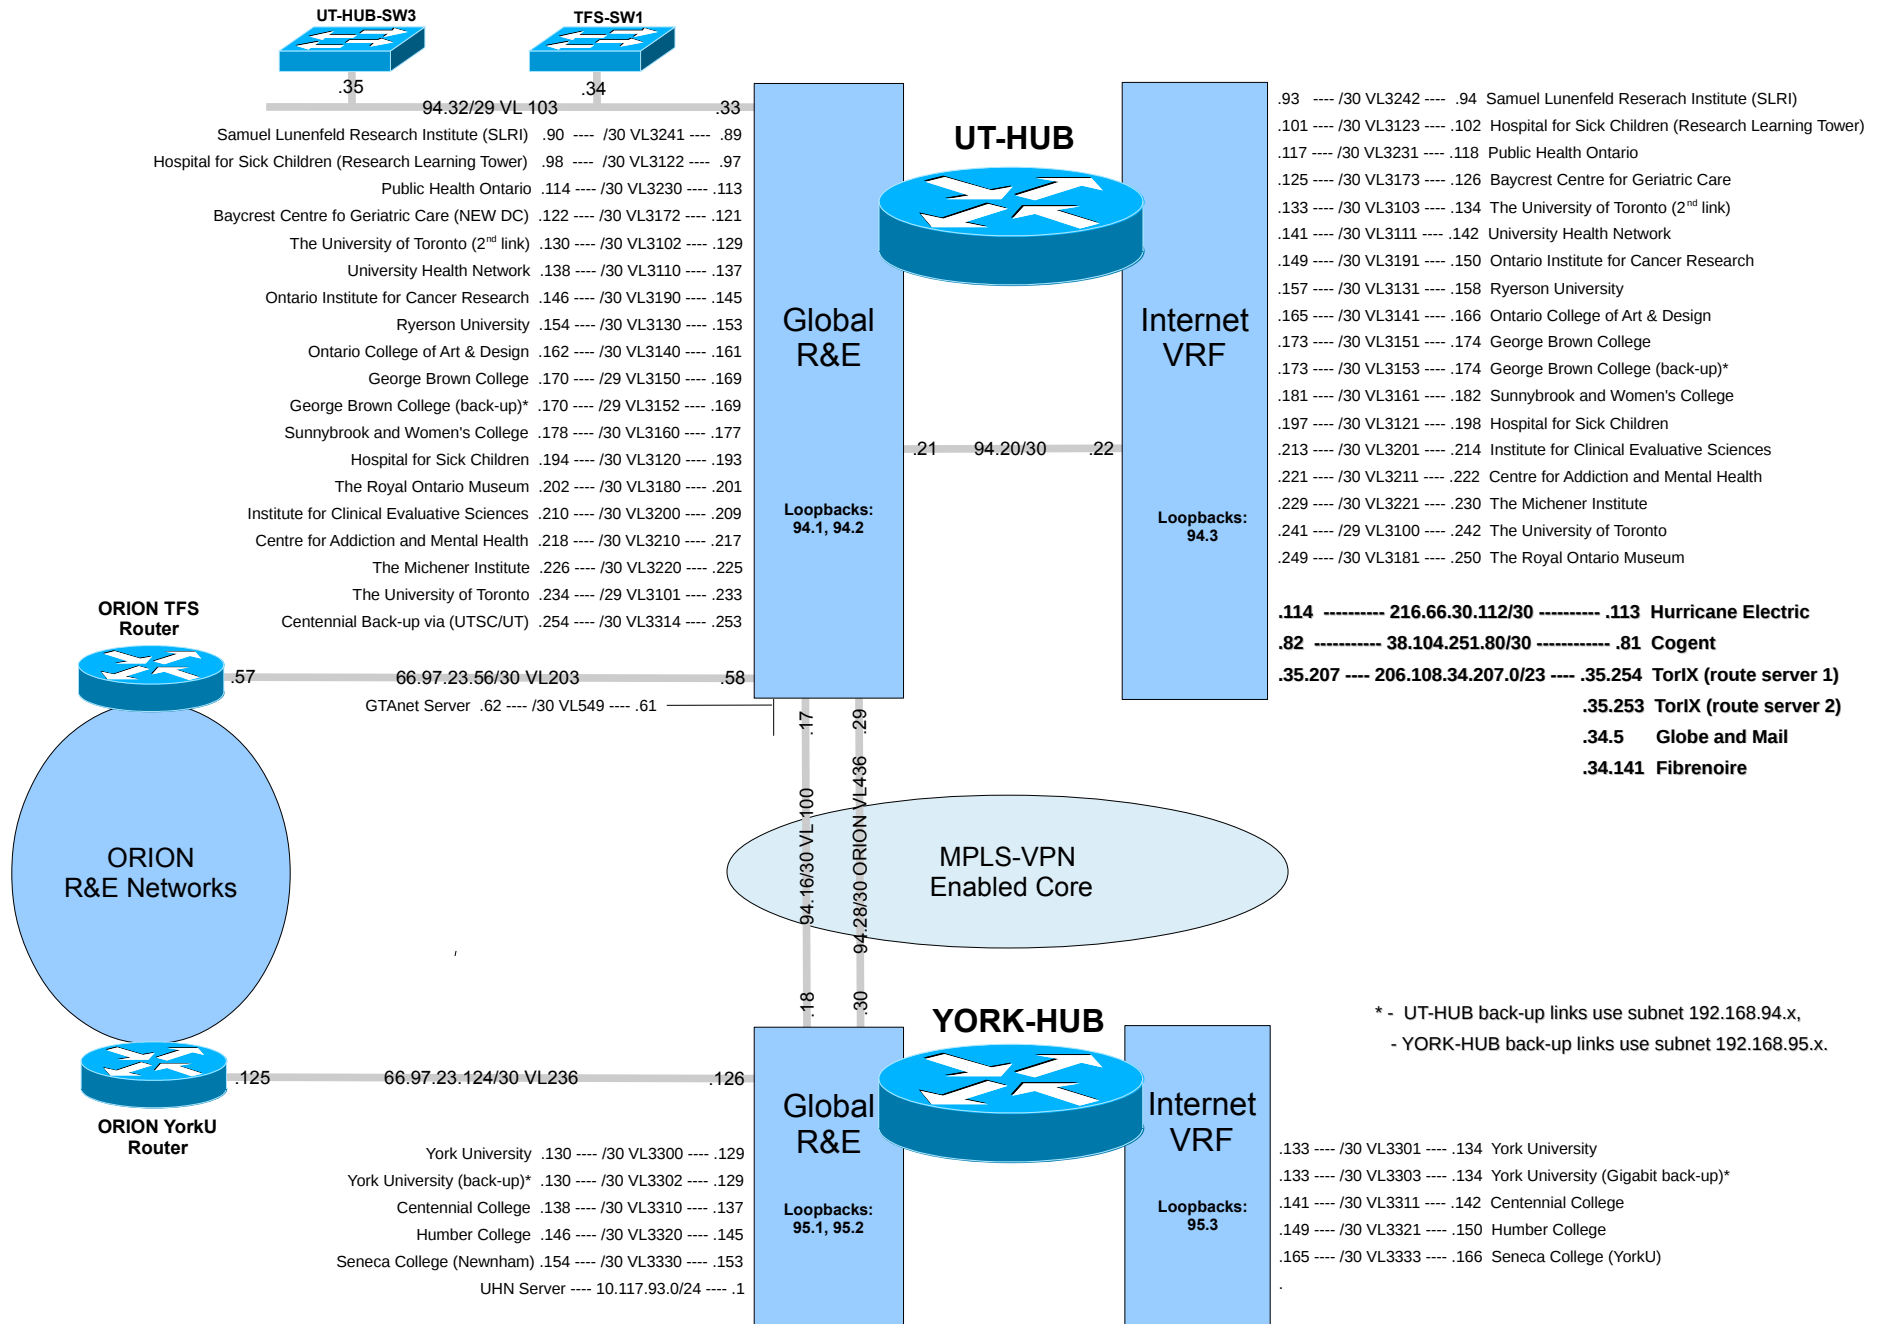 UT-HUB-SW3
TFS-SW1
.35
.34
94.32/29 VL 103
.33
Samuel Lunenfeld Research Institute (SLRI) .90 ---- /30 VL3241 ---- .89
Hospital for Sick Children (Research Learning Tower) .98 ---- /30 VL3122 ---- .97
Public Health Ontario .114 ---- /30 VL3230 ---- .113
Baycrest Centre fo Geriatric Care (NEW DC) .122 ---- /30 VL3172 ---- .121
The University of Toronto (2nd link) .130 ---- /30 VL3102 ---- .129
University Health Network .138 ---- /30 VL3110 ---- .137
Ontario Institute for Cancer Research .146 ---- /30 VL3190 ---- .145
Ryerson University .154 ---- /30 VL3130 ---- .153
Ontario College of Art & Design .162 ---- /30 VL3140 ---- .161
George Brown College .170 ---- /29 VL3150 ---- .169
George Brown College (back-up)* .170 ---- /29 VL3152 ---- .169
Sunnybrook and Women's College .178 ---- /30 VL3160 ---- .177
Hospital for Sick Children .194 ---- /30 VL3120 ---- .193
The Royal Ontario Museum .202 ---- /30 VL3180 ---- .201
Institute for Clinical Evaluative Sciences .210 ---- /30 VL3200 ---- .209
Centre for Addiction and Mental Health .218 ---- /30 VL3210 ---- .217
The Michener Institute .226 ---- /30 VL3220 ---- .225
The University of Toronto .234 ---- /29 VL3101 ---- .233
Centennial Back-up via (UTSC/UT) .254 ---- /30 VL3314 ---- .253
ORION TFS
Router
.57
66.97.23.56/30 VL203
.58
GTAnet Server .62 ---- /30 VL549 ---- .61
Global
R&E
Loopbacks:
94.1, 94.2
UT-HUB
.21
94.20/30
.22
Internet
VRF
Loopbacks:
94.3
.93 ---- /30 VL3242 ---- .94 Samuel Lunenfeld Reserach Institute (SLRI)
.101 ---- /30 VL3123 ---- .102 Hospital for Sick Children (Research Learning Tower)
.117 ---- /30 VL3231 ---- .118 Public Health Ontario
.125 ---- /30 VL3173 ---- .126 Baycrest Centre for Geriatric Care
.133 ---- /30 VL3103 ---- .134 The University of Toronto (2nd link)
.141 ---- /30 VL3111 ---- .142 University Health Network
.149 ---- /30 VL3191 ---- .150 Ontario Institute for Cancer Research
.157 ---- /30 VL3131 ---- .158 Ryerson University
.165 ---- /30 VL3141 ---- .166 Ontario College of Art & Design
.173 ---- /30 VL3151 ---- .174 George Brown College
.173 ---- /30 VL3153 ---- .174 George Brown College (back-up)*
.181 ---- /30 VL3161 ---- .182 Sunnybrook and Women's College
.197 ---- /30 VL3121 ---- .198 Hospital for Sick Children
.213 ---- /30 VL3201 ---- .214 Institute for Clinical Evaluative Sciences
.221 ---- /30 VL3211 ---- .222 Centre for Addiction and Mental Health
.229 ---- /30 VL3221 ---- .230 The Michener Institute
.241 ---- /29 VL3100 ---- .242 The University of Toronto
.249 ---- /30 VL3181 ---- .250 The Royal Ontario Museum
.114 ---------- 216.66.30.112/30 ---------- .113 Hurricane Electric
.82 ----------- 38.104.251.80/30 ------------ .81 Cogent
.35.207 ---- 206.108.34.207.0/23 ---- .35.254 TorIX (route server 1)
.35.253 TorIX (route server 2)
.34.5 Globe and Mail
.34.141 Fibrenoire
.17
.29
94.16/30 VL 100
94.28/30 ORION VL436
.18
.30
ORION
R&E Networks
MPLS-VPN
Enabled Core
* - UT-HUB back-up links use subnet 192.168.94.x,
- YORK-HUB back-up links use subnet 192.168.95.x.
YORK-HUB
ORION YorkU
Router
.125
66.97.23.124/30 VL236
.126
York University .130 ---- /30 VL3300 ---- .129
York University (back-up)* .130 ---- /30 VL3302 ---- .129
Centennial College .138 ---- /30 VL3310 ---- .137
Humber College .146 ---- /30 VL3320 ---- .145
Seneca College (Newnham) .154 ---- /30 VL3330 ---- .153
UHN Server ---- 10.117.93.0/24 ---- .1
Global
R&E
Loopbacks:
95.1, 95.2
Internet
VRF
Loopbacks:
95.3
.133 ---- /30 VL3301 ---- .134 York University
.133 ---- /30 VL3303 ---- .134 York University (Gigabit back-up)*
.141 ---- /30 VL3311 ---- .142 Centennial College
.149 ---- /30 VL3321 ---- .150 Humber College
.165 ---- /30 VL3333 ---- .166 Seneca College (YorkU)
.